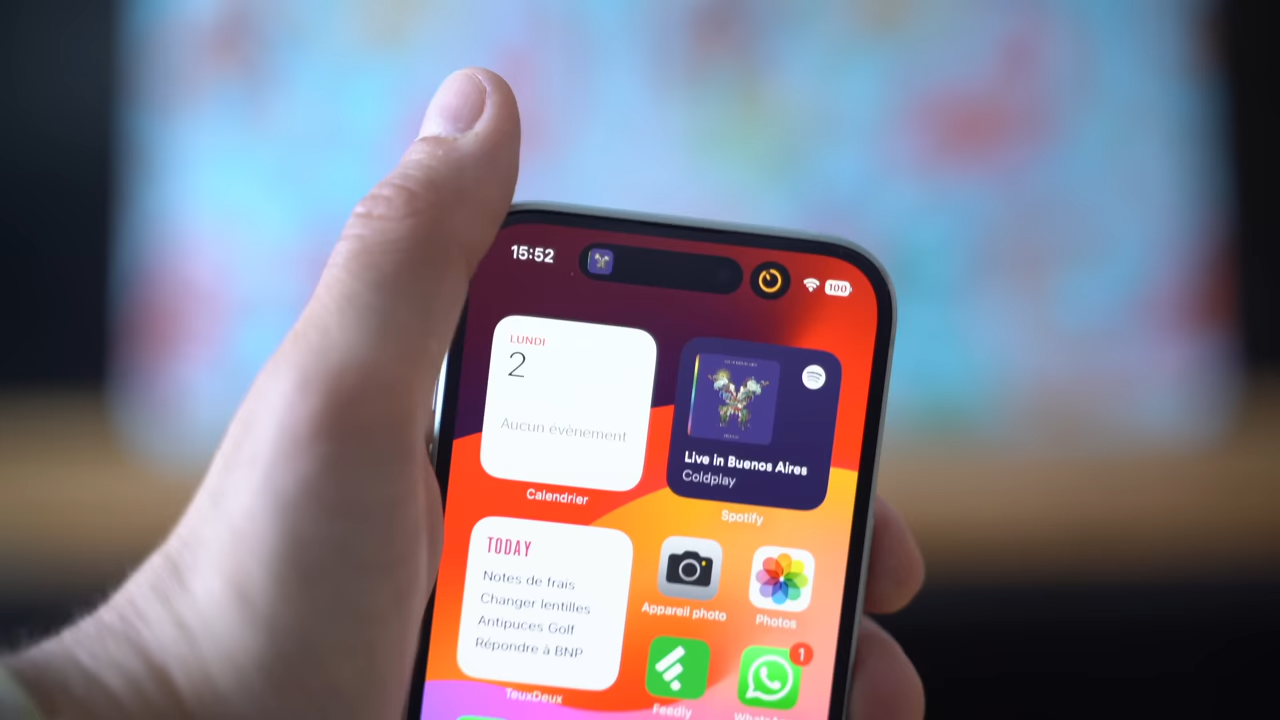 15:52
100
LUNDI
2
Aucun évènement
Calendrier
Live in Buenos Aires
Coldplay
Spotify
TODAY
Notes de frais
Changer lentilles
Antipuces Golf
Répondre à BNP
TeuxDeux
Appareil photo
Photos
Feedly
1